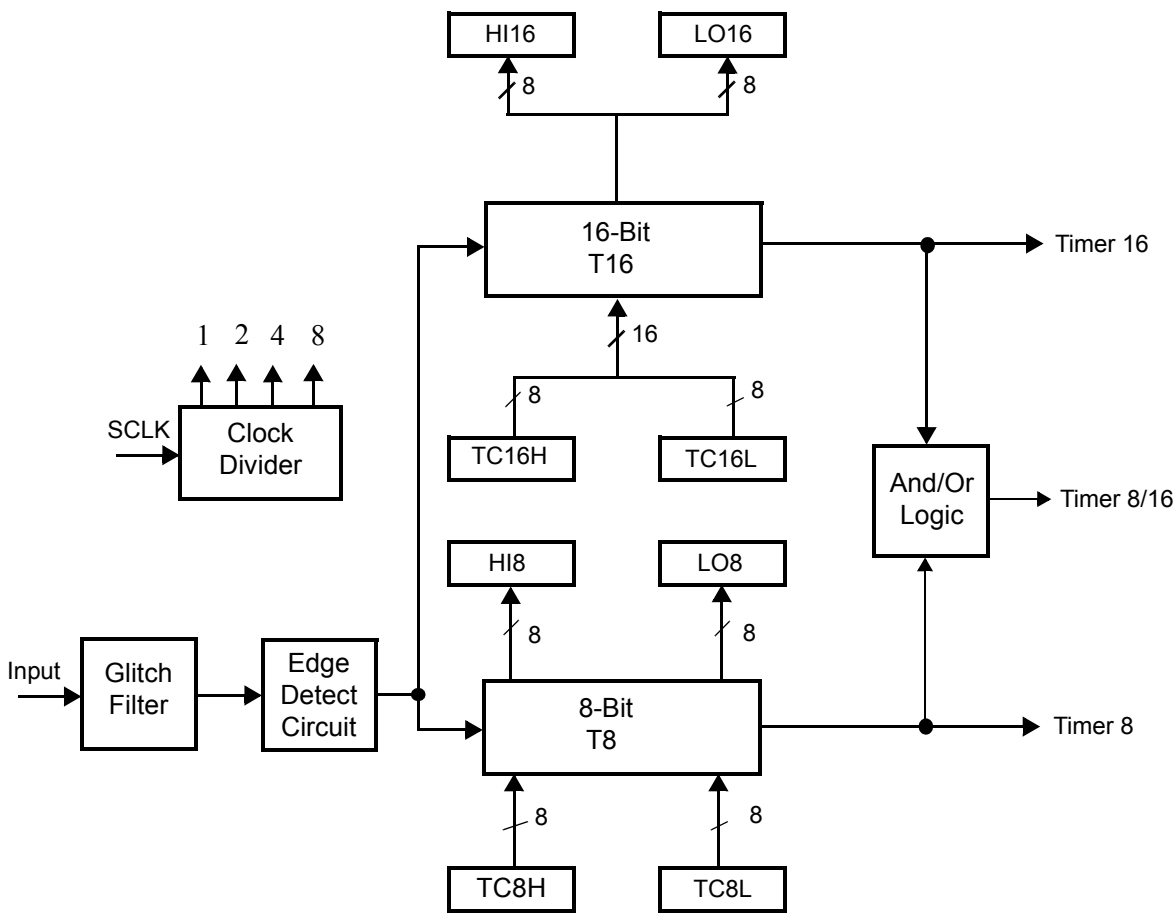 HI16
LO16
8
8
16-Bit
T16
Timer 16
16
1 2 4 8
8
8
SCLK
Clock
Divider
TC16H
TC16L
And/Or
Logic
Timer 8/16
HI8
LO8
8
8
Input
Glitch
Filter
Edge
Detect
Circuit
8-Bit
T8
Timer 8
8
8
TC8H
TC8L